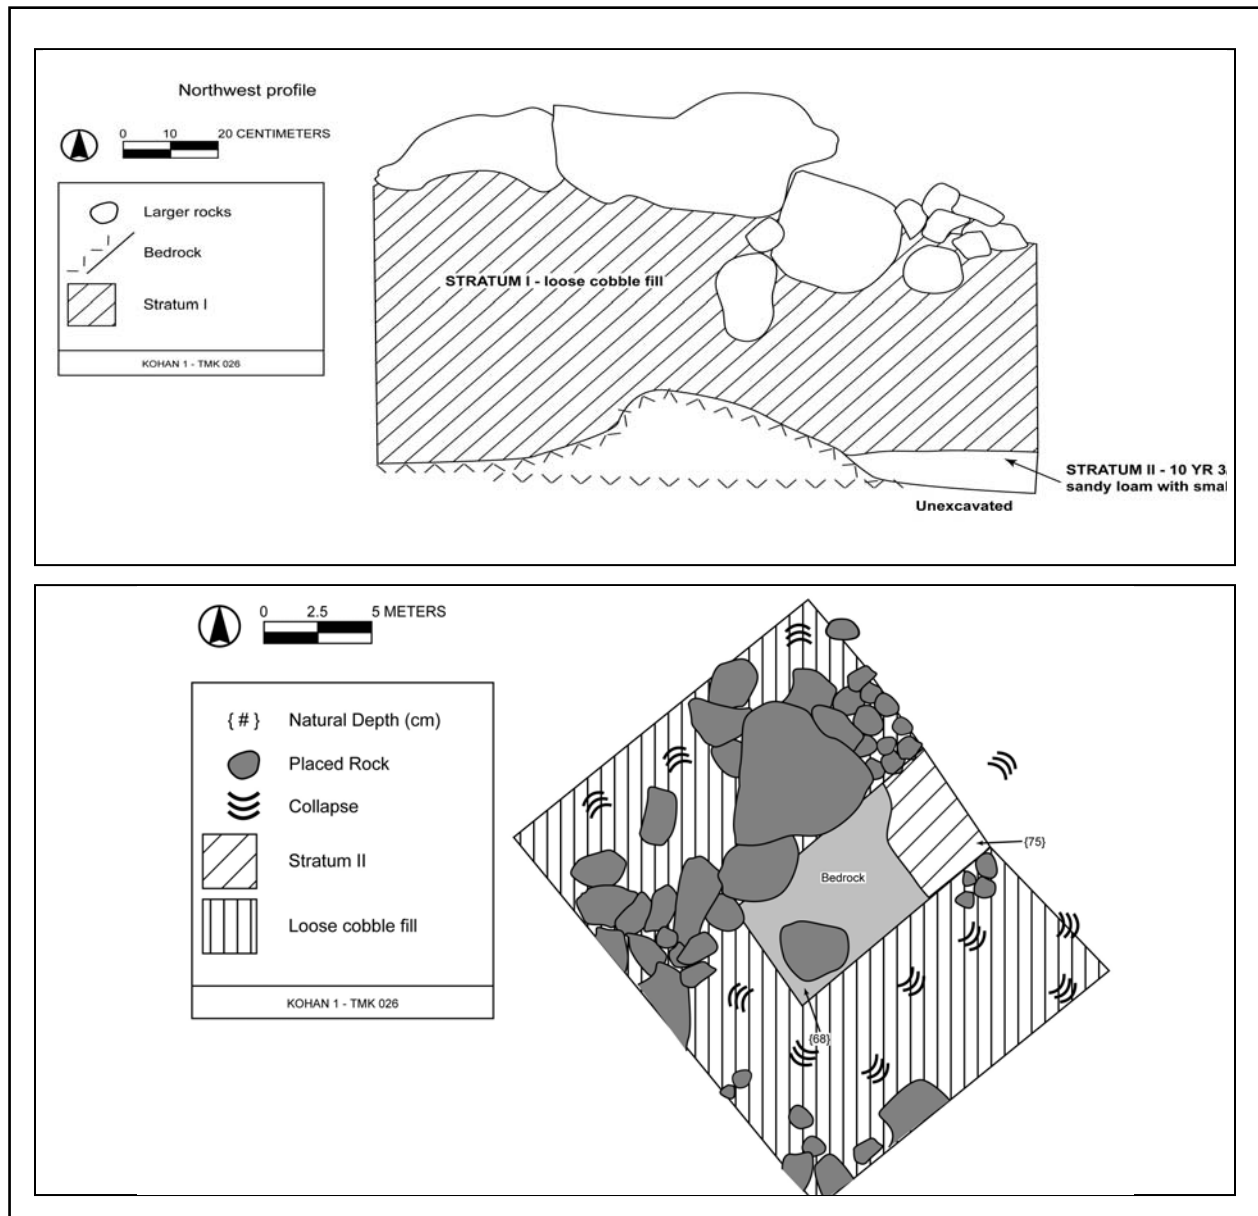 Northwest profile
0 10 20 CENTIMETERS
Larger rocks
Bedrock
Stratum I
KOHAN 1 - TMK 026
STRATUM I - loose cobble fill
STRATUM II - 10 YR 3/
sandy loam with smal
Unexcavated
0 2.5 5 METERS
{ # } Natural Depth (cm)
Placed Rock
Collapse
Stratum II
Loose cobble fill
KOHAN 1 - TMK 026
{75}
Bedrock
{68}